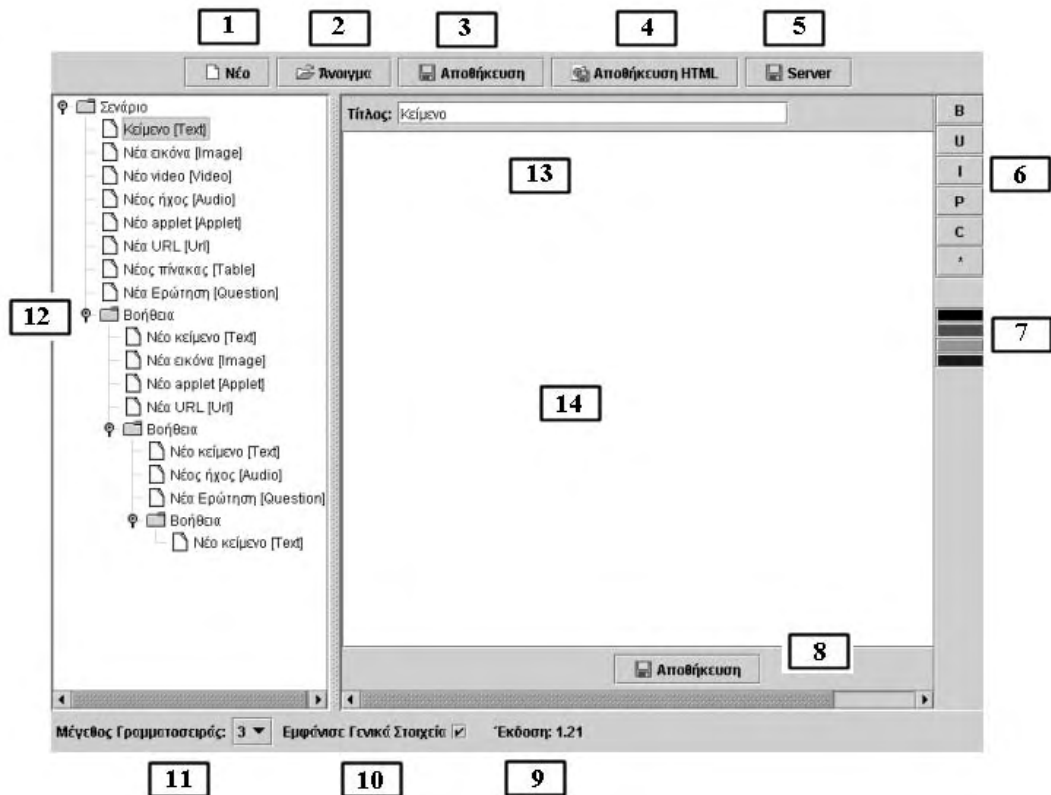 1 2 3 4 5
Νέο Άνοιγμα Αποθήκευση Αποθήκευση HTML Server
Σενάριο
Κείμενο [Text]
Νέα εικόνα [Image]
Νέο video [Video]
Νέος ήχος [Audio]
Νέο applet [Applet]
Νέα URL [Url]
Νέος πίνακας [Table]
Νέα Ερώτηση [Question]
12
Βοήθεια
Νέο κείμενο [Text]
Νέα εικόνα [Image]
Νέο applet [Applet]
Νέα URL [Url]
Βοήθεια
Νέο κείμενο [Text]
Νέος ήχος [Audio]
Νέα Ερώτηση [Question]
Βοήθεια
Νέο κείμενο [Text]
Τίτλος: Κείμενο
13
14
B
U
I
P
C
*
6
7
Αποθήκευση
8
Μέγεθος Γραμματοσειράς: 3 Εμφάνισε Γενικά Στοιχεία Έκδοση: 1.21
11 10 9